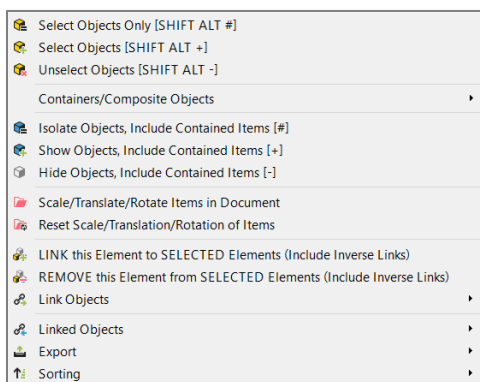 Select Objects Only [SHIFT ALT #]
Select Objects [SHIFT ALT +]
Unselect Objects [SHIFT ALT -]
Containers/Composite Objects
Isolate Objects, Include Contained Items [#]
Show Objects, Include Contained Items [+]
Hide Objects, Include Contained Items [-]
Scale/Translate/Rotate Items in Document
Reset Scale/Translation/Rotation of Items
LINK this Element to SELECTED Elements (Include Inverse Links)
REMOVE this Element from SELECTED Elements (Include Inverse Links)
Link Objects
Linked Objects
Export
Sorting